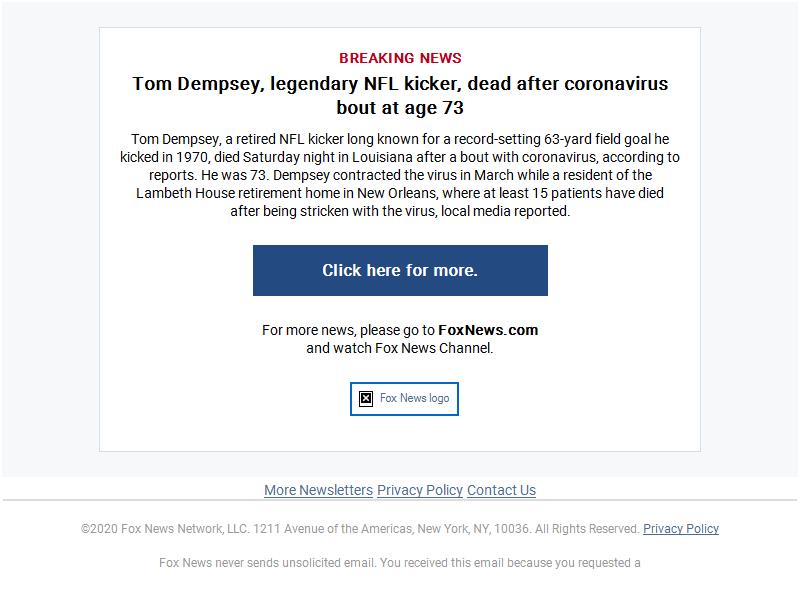 BREAKING NEWS
Tom Dempsey, legendary NFL kicker, dead after coronavirus
bout at age 73
Tom Dempsey, a retired NFL kicker long known for a record-setting 63-yard field goal he
kicked in 1970, died Saturday night in Louisiana after a bout with coronavirus, according to
reports. He was 73. Dempsey contracted the virus in March while a resident of the
Lambeth House retirement home in New Orleans, where at least 15 patients have died
after being stricken with the virus, local media reported.
Click here for more.
For more news, please go to FoxNews.com
and watch Fox News Channel.
Fox News logo
More Newsletters Privacy Policy Contact Us
©2020 Fox News Network, LLC. 1211 Avenue of the Americas, New York, NY, 10036. All Rights Reserved. Privacy Policy
Fox News never sends unsolicited email. You received this email because you requested a